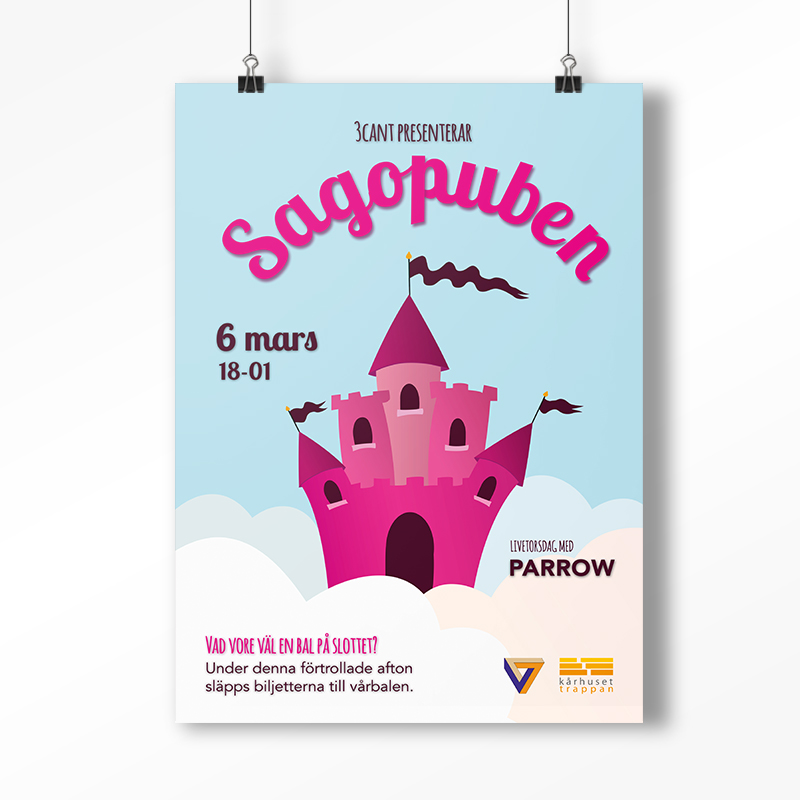 3CANT PRESENTERAR
Sagopuben
6 mars
18-01
LIVETORSDAG MED
PARROW
VAD VORE VÄL EN BAL PÅ SLOTTET?
Under denna förtrollade afton
släpps biljetterna till vårbalen.
kårhuset
trappan